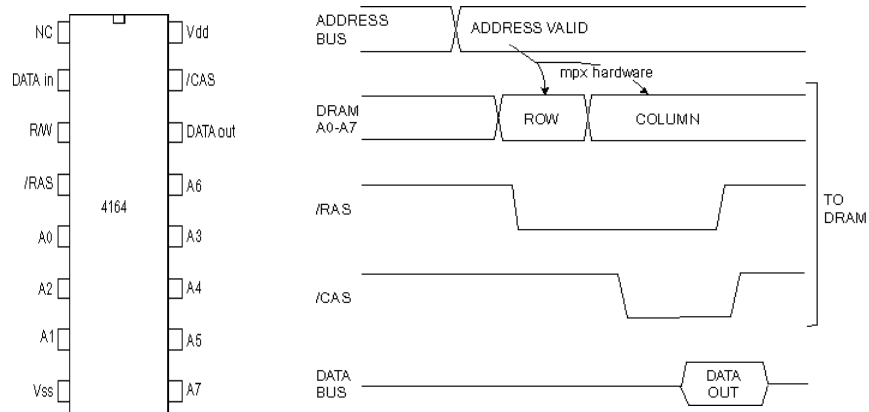 NC
Vdd
DATA in
/CAS
R/W
DATA out
/RAS
A6
4164
A0
A3
A2
A4
A1
A5
Vss
A7
ADDRESS
BUS
ADDRESS VALID
mpx hardware
DRAM
A0-A7
ROW
COLUMN
/RAS
TO
DRAM
/CAS
DATA
BUS
DATA
OUT